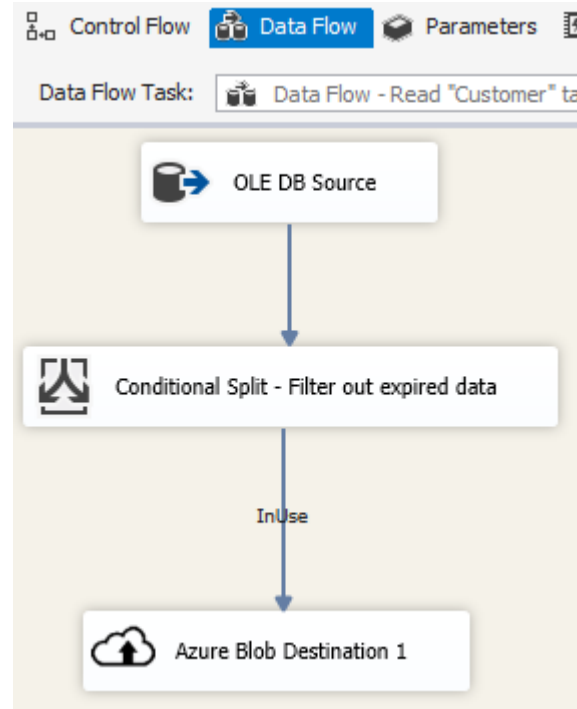 Control Flow Data Flow Parameters
Data Flow Task: Data Flow - Read "Customer" ta
OLE DB Source
Conditional Split - Filter out expired data
InUse
Azure Blob Destination 1